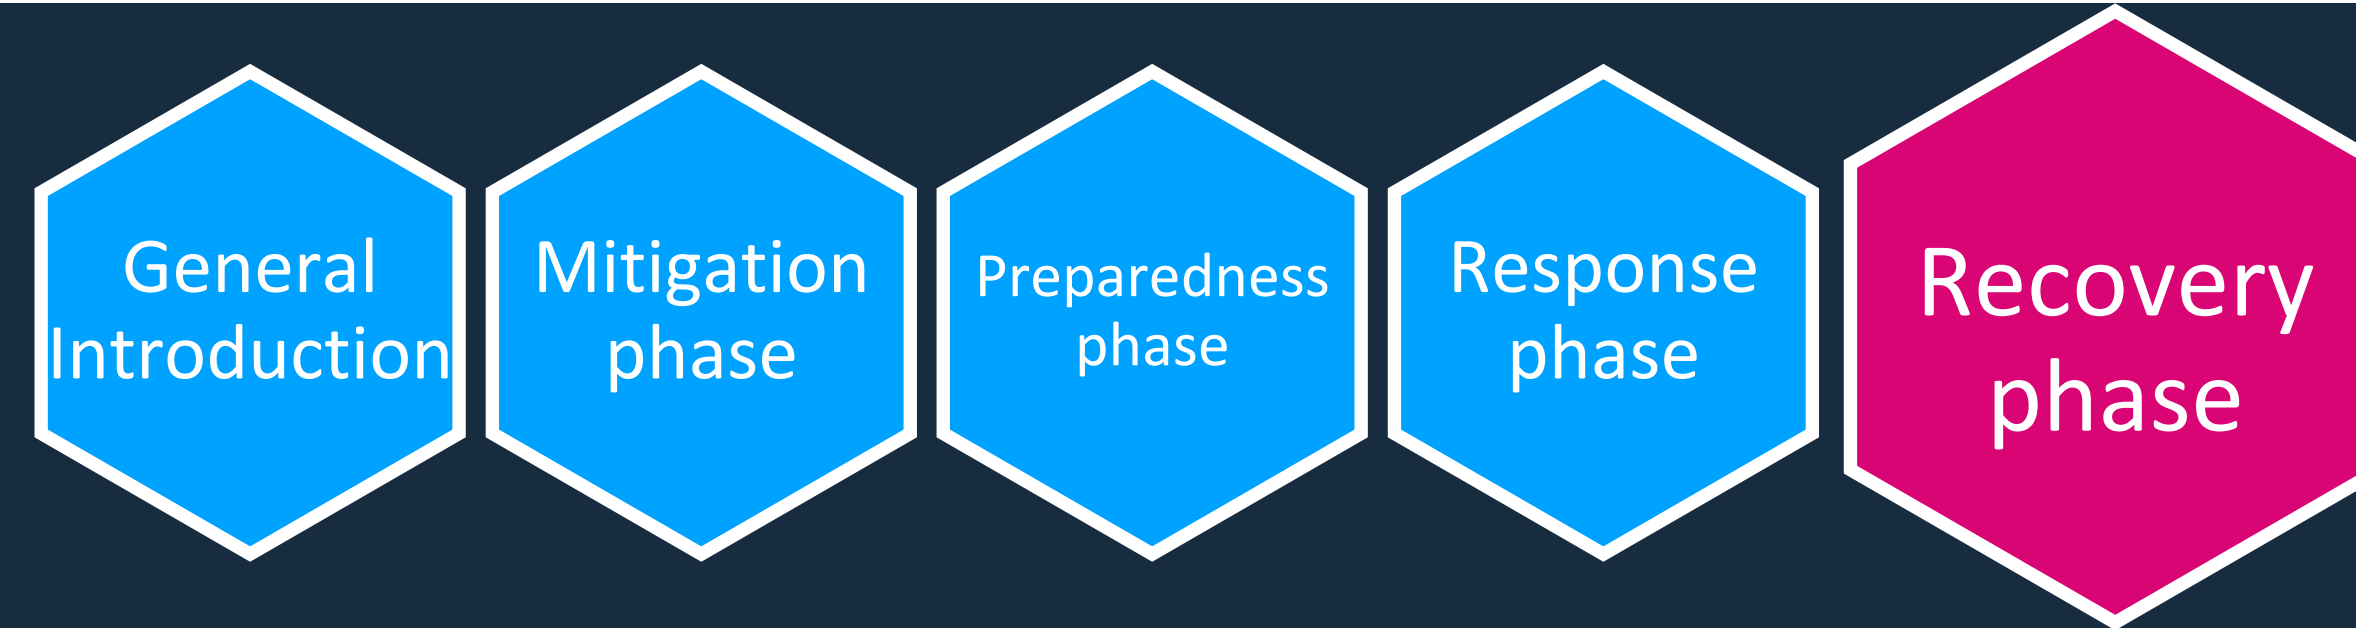 General
Introduction
Mitigation
phase
Preparedness
phase
Response
phase
Recovery
phase